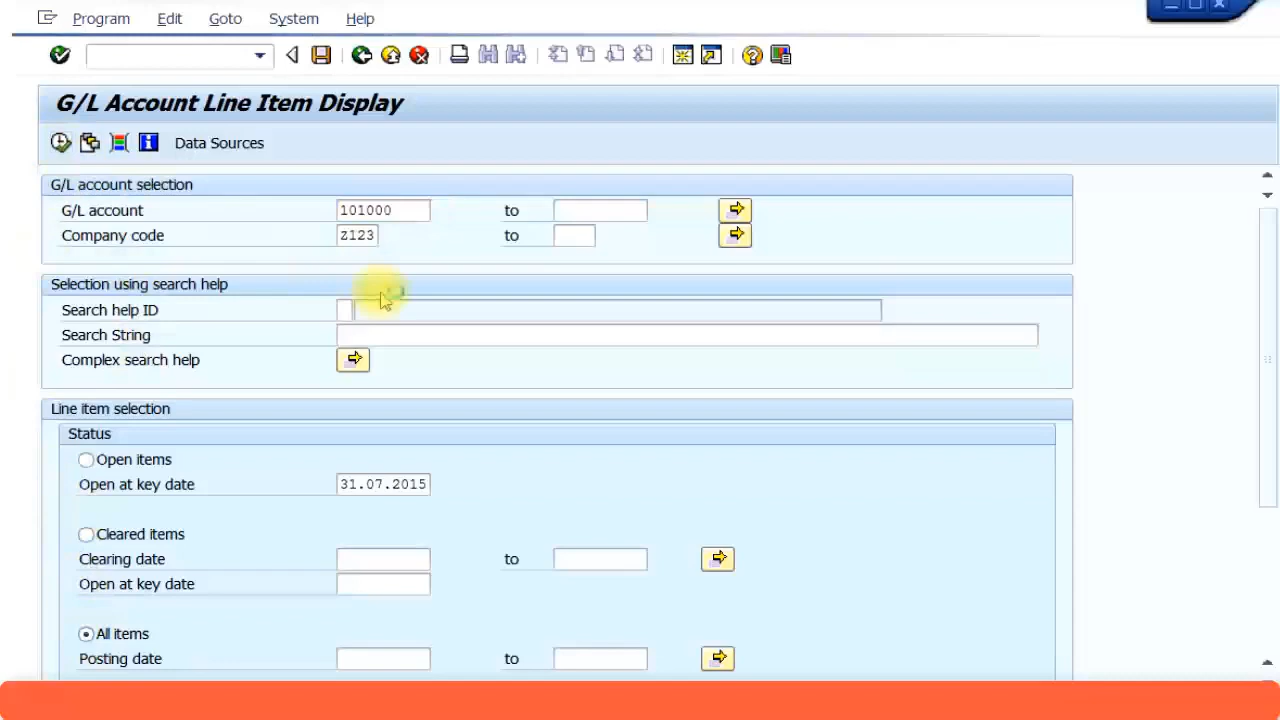 Program Edit Goto System Help
G/L Account Line Item Display
Data Sources
G/L account selection
G/L account 101000 to
Company code Z123 to
Selection using search help
Search help ID
Search String
Complex search help
Line item selection
Status
Open items
Open at key date 31.07.2015
Cleared items
Clearing date to
Open at key date
All items
Posting date to